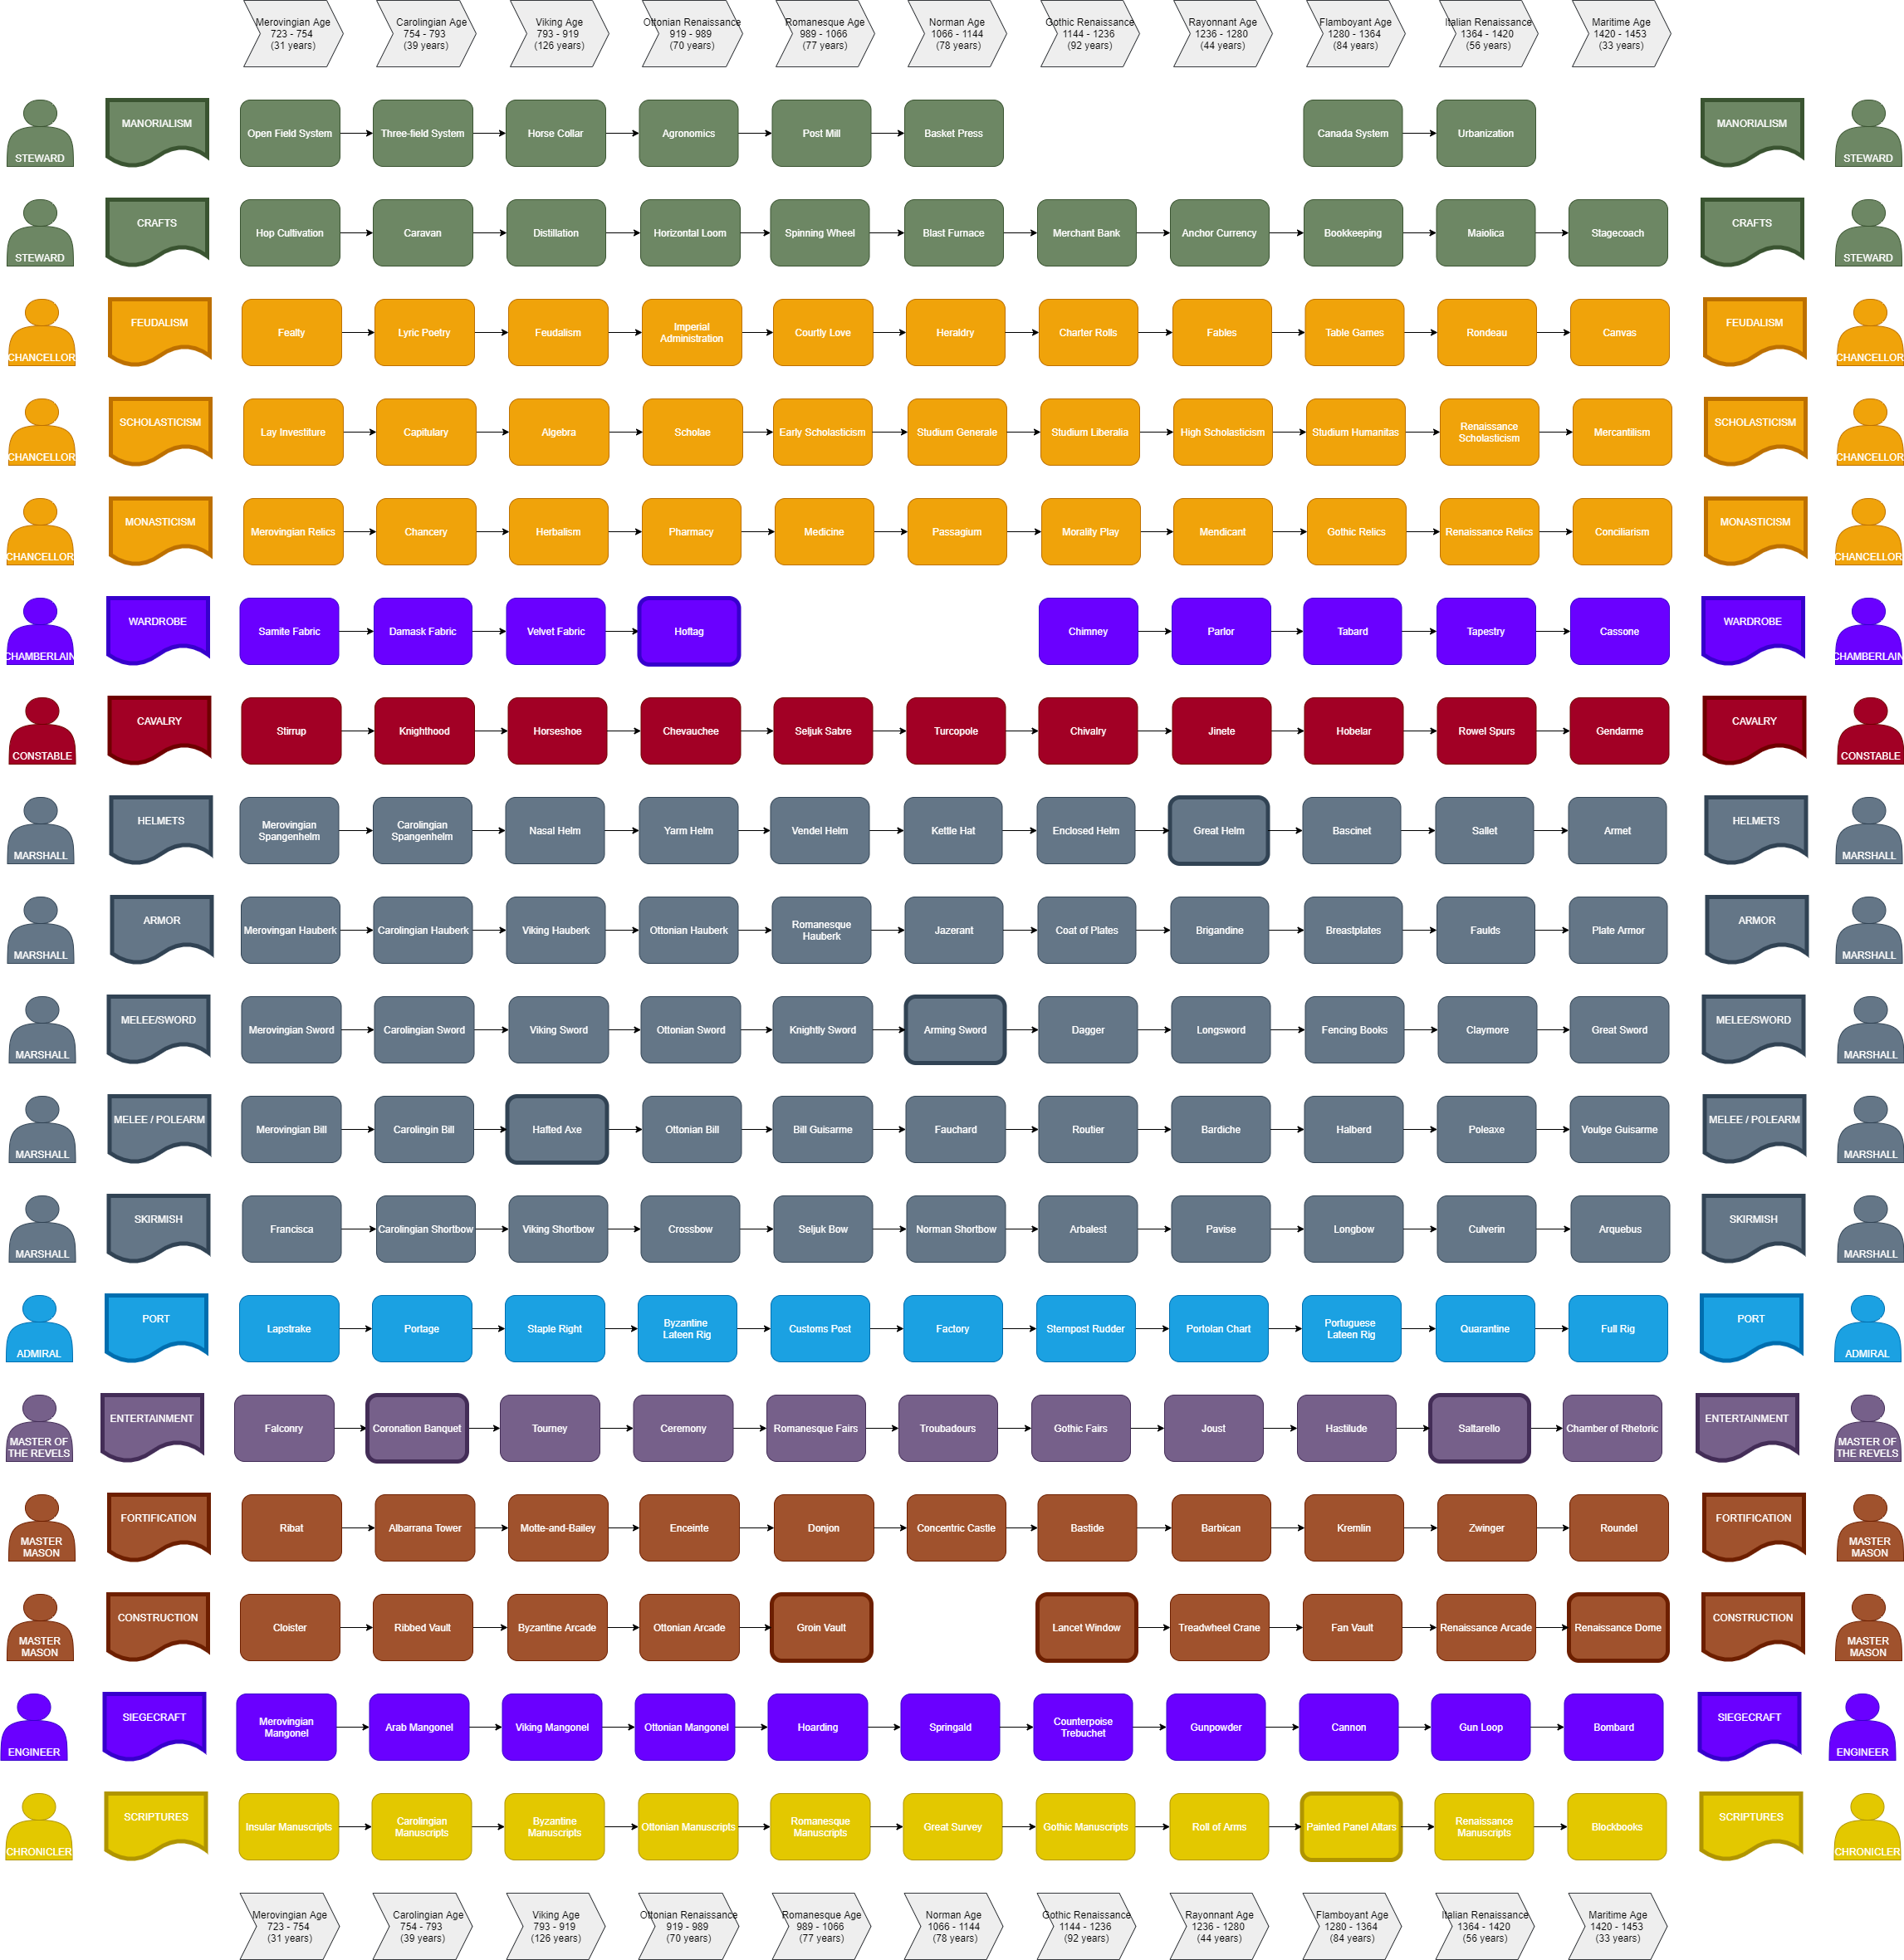 Merovingian Age
723 - 754
(31 years)
Carolingian Age
754 - 793
(39 years)
Viking Age
793 - 919
(126 years)
Ottonian Renaissance
919 - 989
(70 years)
Romanesque Age
989 - 1066
(77 years)
Norman Age
1066 - 1144
(78 years)
Gothic Renaissance
1144 - 1236
(92 years)
Rayonnant Age
1236 - 1280
(44 years)
Flamboyant Age
1280 - 1364
(84 years)
Italian Renaissance
1364 - 1420
(56 years)
Maritime Age
1420 - 1453
(33 years)
STEWARD
MANORIALISM
Open Field System
Three-field System
Horse Collar
Agronomics
Post Mill
Basket Press
Canada System
Urbanization
MANORIALISM
STEWARD
STEWARD
CRAFTS
Hop Cultivation
Caravan
Distillation
Horizontal Loom
Spinning Wheel
Blast Furnace
Merchant Bank
Anchor Currency
Bookkeeping
Maiolica
Stagecoach
CRAFTS
STEWARD
CHANCELLOR
FEUDALISM
Fealty
Lyric Poetry
Feudalism
Imperial
Administration
Courtly Love
Heraldry
Charter Rolls
Fables
Table Games
Rondeau
Canvas
FEUDALISM
CHANCELLOR
CHANCELLOR
SCHOLASTICISM
Lay Investiture
Capitulary
Algebra
Scholae
Early Scholasticism
Studium Generale
Studium Liberalia
High Scholasticism
Studium Humanitas
Renaissance
Scholasticism
Mercantilism
SCHOLASTICISM
CHANCELLOR
CHANCELLOR
MONASTICISM
Merovingian Relics
Chancery
Herbalism
Pharmacy
Medicine
Passagium
Morality Play
Mendicant
Gothic Relics
Renaissance Relics
Conciliarism
MONASTICISM
CHANCELLOR
CHAMBERLAIN
WARDROBE
Samite Fabric
Damask Fabric
Velvet Fabric
Hoftag
Chimney
Parlor
Tabard
Tapestry
Cassone
WARDROBE
CHAMBERLAIN
CONSTABLE
CAVALRY
Stirrup
Knighthood
Horseshoe
Chevauchee
Seljuk Sabre
Turcopole
Chivalry
Jinete
Hobelar
Rowel Spurs
Gendarme
CAVALRY
CONSTABLE
MARSHALL
HELMETS
Merovingian
Spangenhelm
Carolingian
Spangenhelm
Nasal Helm
Yarm Helm
Vendel Helm
Kettle Hat
Enclosed Helm
Great Helm
Bascinet
Sallet
Armet
HELMETS
MARSHALL
MARSHALL
ARMOR
Merovingan Hauberk
Carolingian Hauberk
Viking Hauberk
Ottonian Hauberk
Romanesque
Hauberk
Jazerant
Coat of Plates
Brigandine
Breastplates
Faulds
Plate Armor
ARMOR
MARSHALL
MARSHALL
MELEE/SWORD
Merovingian Sword
Carolingian Sword
Viking Sword
Ottonian Sword
Knightly Sword
Arming Sword
Dagger
Longsword
Fencing Books
Claymore
Great Sword
MELEE/SWORD
MARSHALL
MARSHALL
MELEE / POLEARM
Merovingian Bill
Carolingin Bill
Hafted Axe
Ottonian Bill
Bill Guisarme
Fauchard
Routier
Bardiche
Halberd
Poleaxe
Voulge Guisarme
MELEE / POLEARM
MARSHALL
MARSHALL
SKIRMISH
Francisca
Carolingian Shortbow
Viking Shortbow
Crossbow
Seljuk Bow
Norman Shortbow
Arbalest
Pavise
Longbow
Culverin
Arquebus
SKIRMISH
MARSHALL
ADMIRAL
PORT
Lapstrake
Portage
Staple Right
Byzantine
Lateen Rig
Customs Post
Factory
Sternpost Rudder
Portolan Chart
Portuguese
Lateen Rig
Quarantine
Full Rig
PORT
ADMIRAL
MASTER OF
THE REVELS
ENTERTAINMENT
Falconry
Coronation Banquet
Tourney
Ceremony
Romanesque Fairs
Troubadours
Gothic Fairs
Joust
Hastilude
Saltarello
Chamber of Rhetoric
ENTERTAINMENT
MASTER OF
THE REVELS
MASTER
MASON
FORTIFICATION
Ribat
Albarrana Tower
Motte-and-Bailey
Enceinte
Donjon
Concentric Castle
Bastide
Barbican
Kremlin
Zwinger
Roundel
FORTIFICATION
MASTER
MASON
MASTER
MASON
CONSTRUCTION
Cloister
Ribbed Vault
Byzantine Arcade
Ottonian Arcade
Groin Vault
Lancet Window
Treadwheel Crane
Fan Vault
Renaissance Arcade
Renaissance Dome
CONSTRUCTION
MASTER
MASON
ENGINEER
SIEGECRAFT
Merovingian
Mangonel
Arab Mangonel
Viking Mangonel
Ottonian Mangonel
Hoarding
Springald
Counterpoise
Trebuchet
Gunpowder
Cannon
Gun Loop
Bombard
SIEGECRAFT
ENGINEER
CHRONICLER
SCRIPTURES
Insular Manuscripts
Carolingian
Manuscripts
Byzantine
Manuscripts
Ottonian Manuscripts
Romanesque
Manuscripts
Great Survey
Gothic Manuscripts
Roll of Arms
Painted Panel Altars
Renaissance
Manuscripts
Blockbooks
SCRIPTURES
CHRONICLER
Merovingian Age
723 - 754
(31 years)
Carolingian Age
754 - 793
(39 years)
Viking Age
793 - 919
(126 years)
Ottonian Renaissance
919 - 989
(70 years)
Romanesque Age
989 - 1066
(77 years)
Norman Age
1066 - 1144
(78 years)
Gothic Renaissance
1144 - 1236
(92 years)
Rayonnant Age
1236 - 1280
(44 years)
Flamboyant Age
1280 - 1364
(84 years)
Italian Renaissance
1364 - 1420
(56 years)
Maritime Age
1420 - 1453
(33 years)